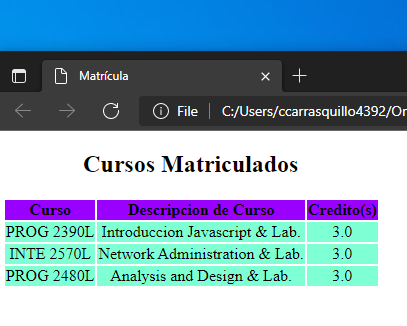 Matrícula
File C:/Users/ccarrasquillo4392/Or
Cursos Matriculados
Curso Descripcion de Curso Credito(s)
PROG 2390L Introduccion Javascript & Lab. 3.0
INTE 2570L Network Administration & Lab. 3.0
PROG 2480L Analysis and Design & Lab. 3.0